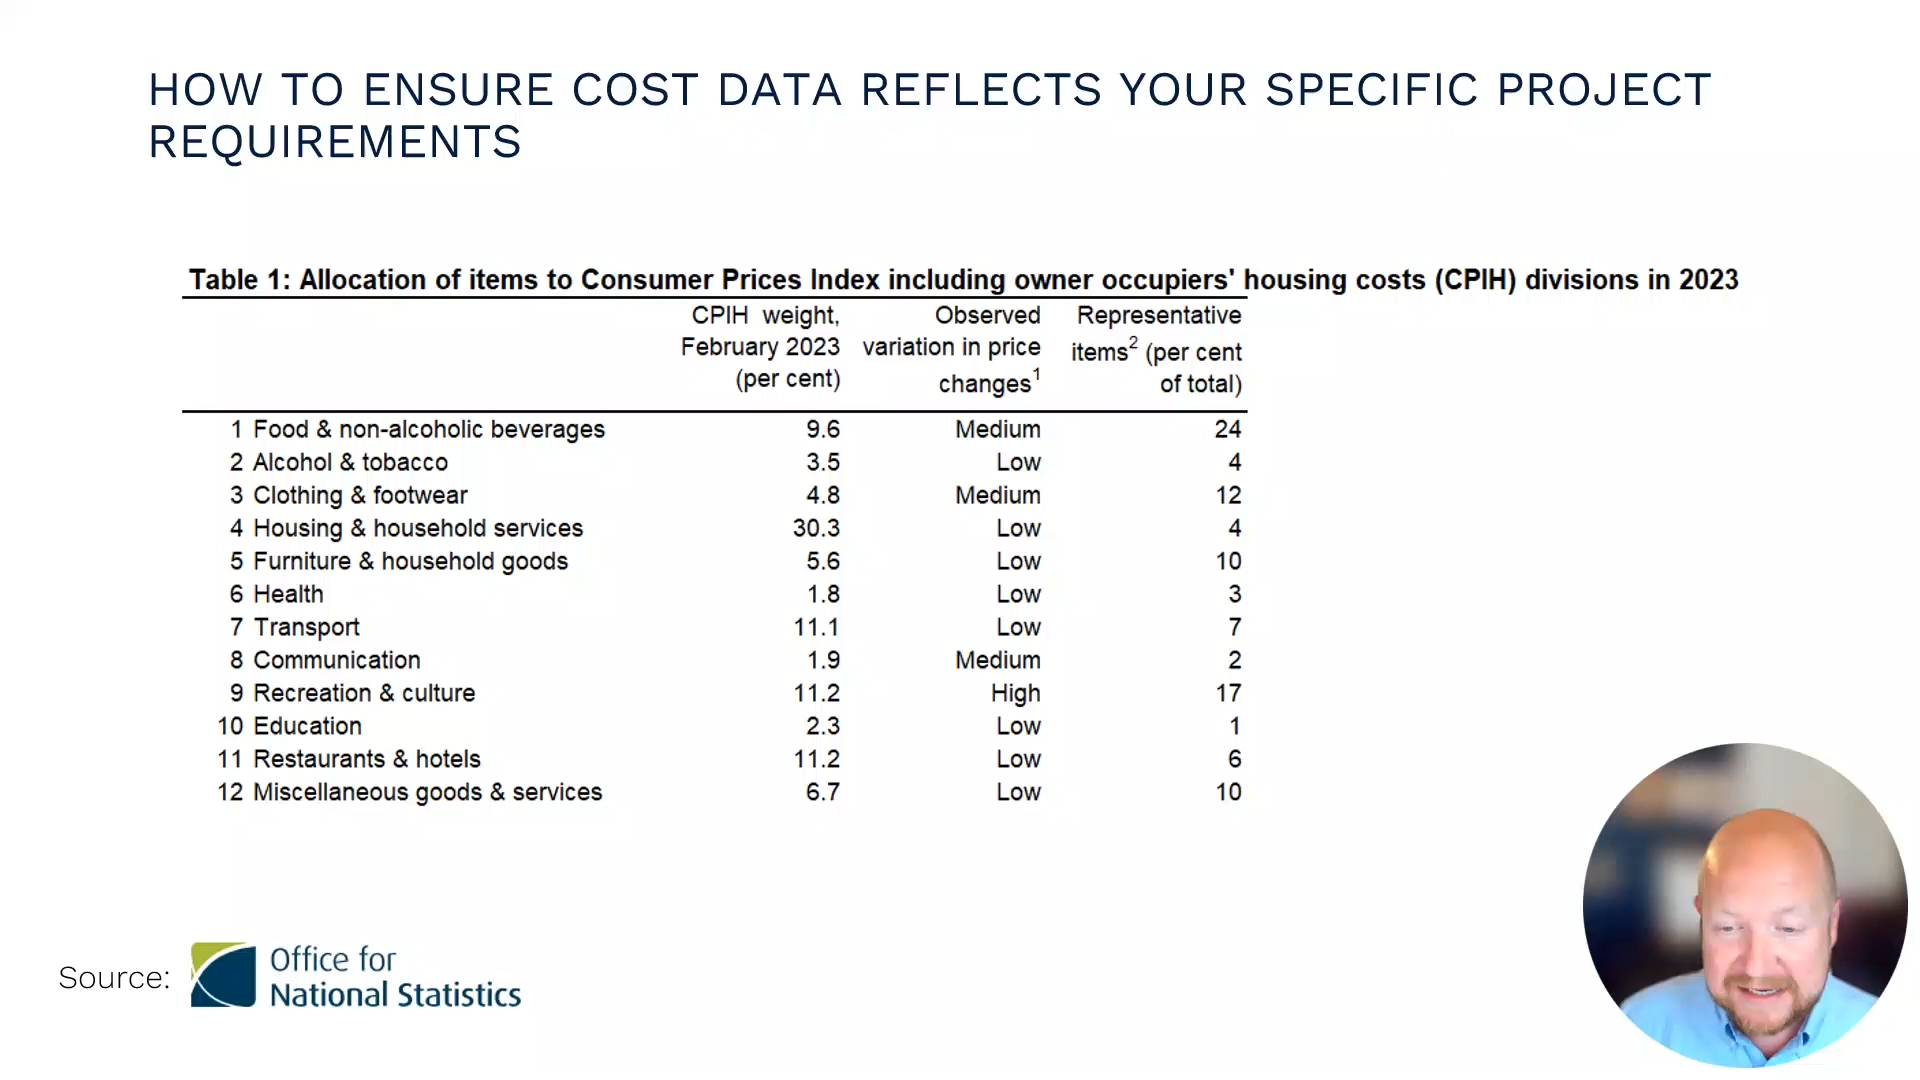 HOW TO ENSURE COST DATA REFLECTS YOUR SPECIFIC PROJECT
REQUIREMENTS
Table 1: Allocation of items to Consumer Prices Index including owner occupiers' housing costs (CPIH) divisions in 2023
CPIH weight, February 2023 (per cent) Observed variation in price changes¹ Representative items² (per cent of total)
1 Food & non-alcoholic beverages 9.6 Medium 24
2 Alcohol & tobacco 3.5 Low 4
3 Clothing & footwear 4.8 Medium 12
4 Housing & household services 30.3 Low 4
5 Furniture & household goods 5.6 Low 10
6 Health 1.8 Low 3
7 Transport 11.1 Low 7
8 Communication 1.9 Medium 2
9 Recreation & culture 11.2 High 17
10 Education 2.3 Low 1
11 Restaurants & hotels 11.2 Low 6
12 Miscellaneous goods & services 6.7 Low 10
Source:
Office for
National Statistics